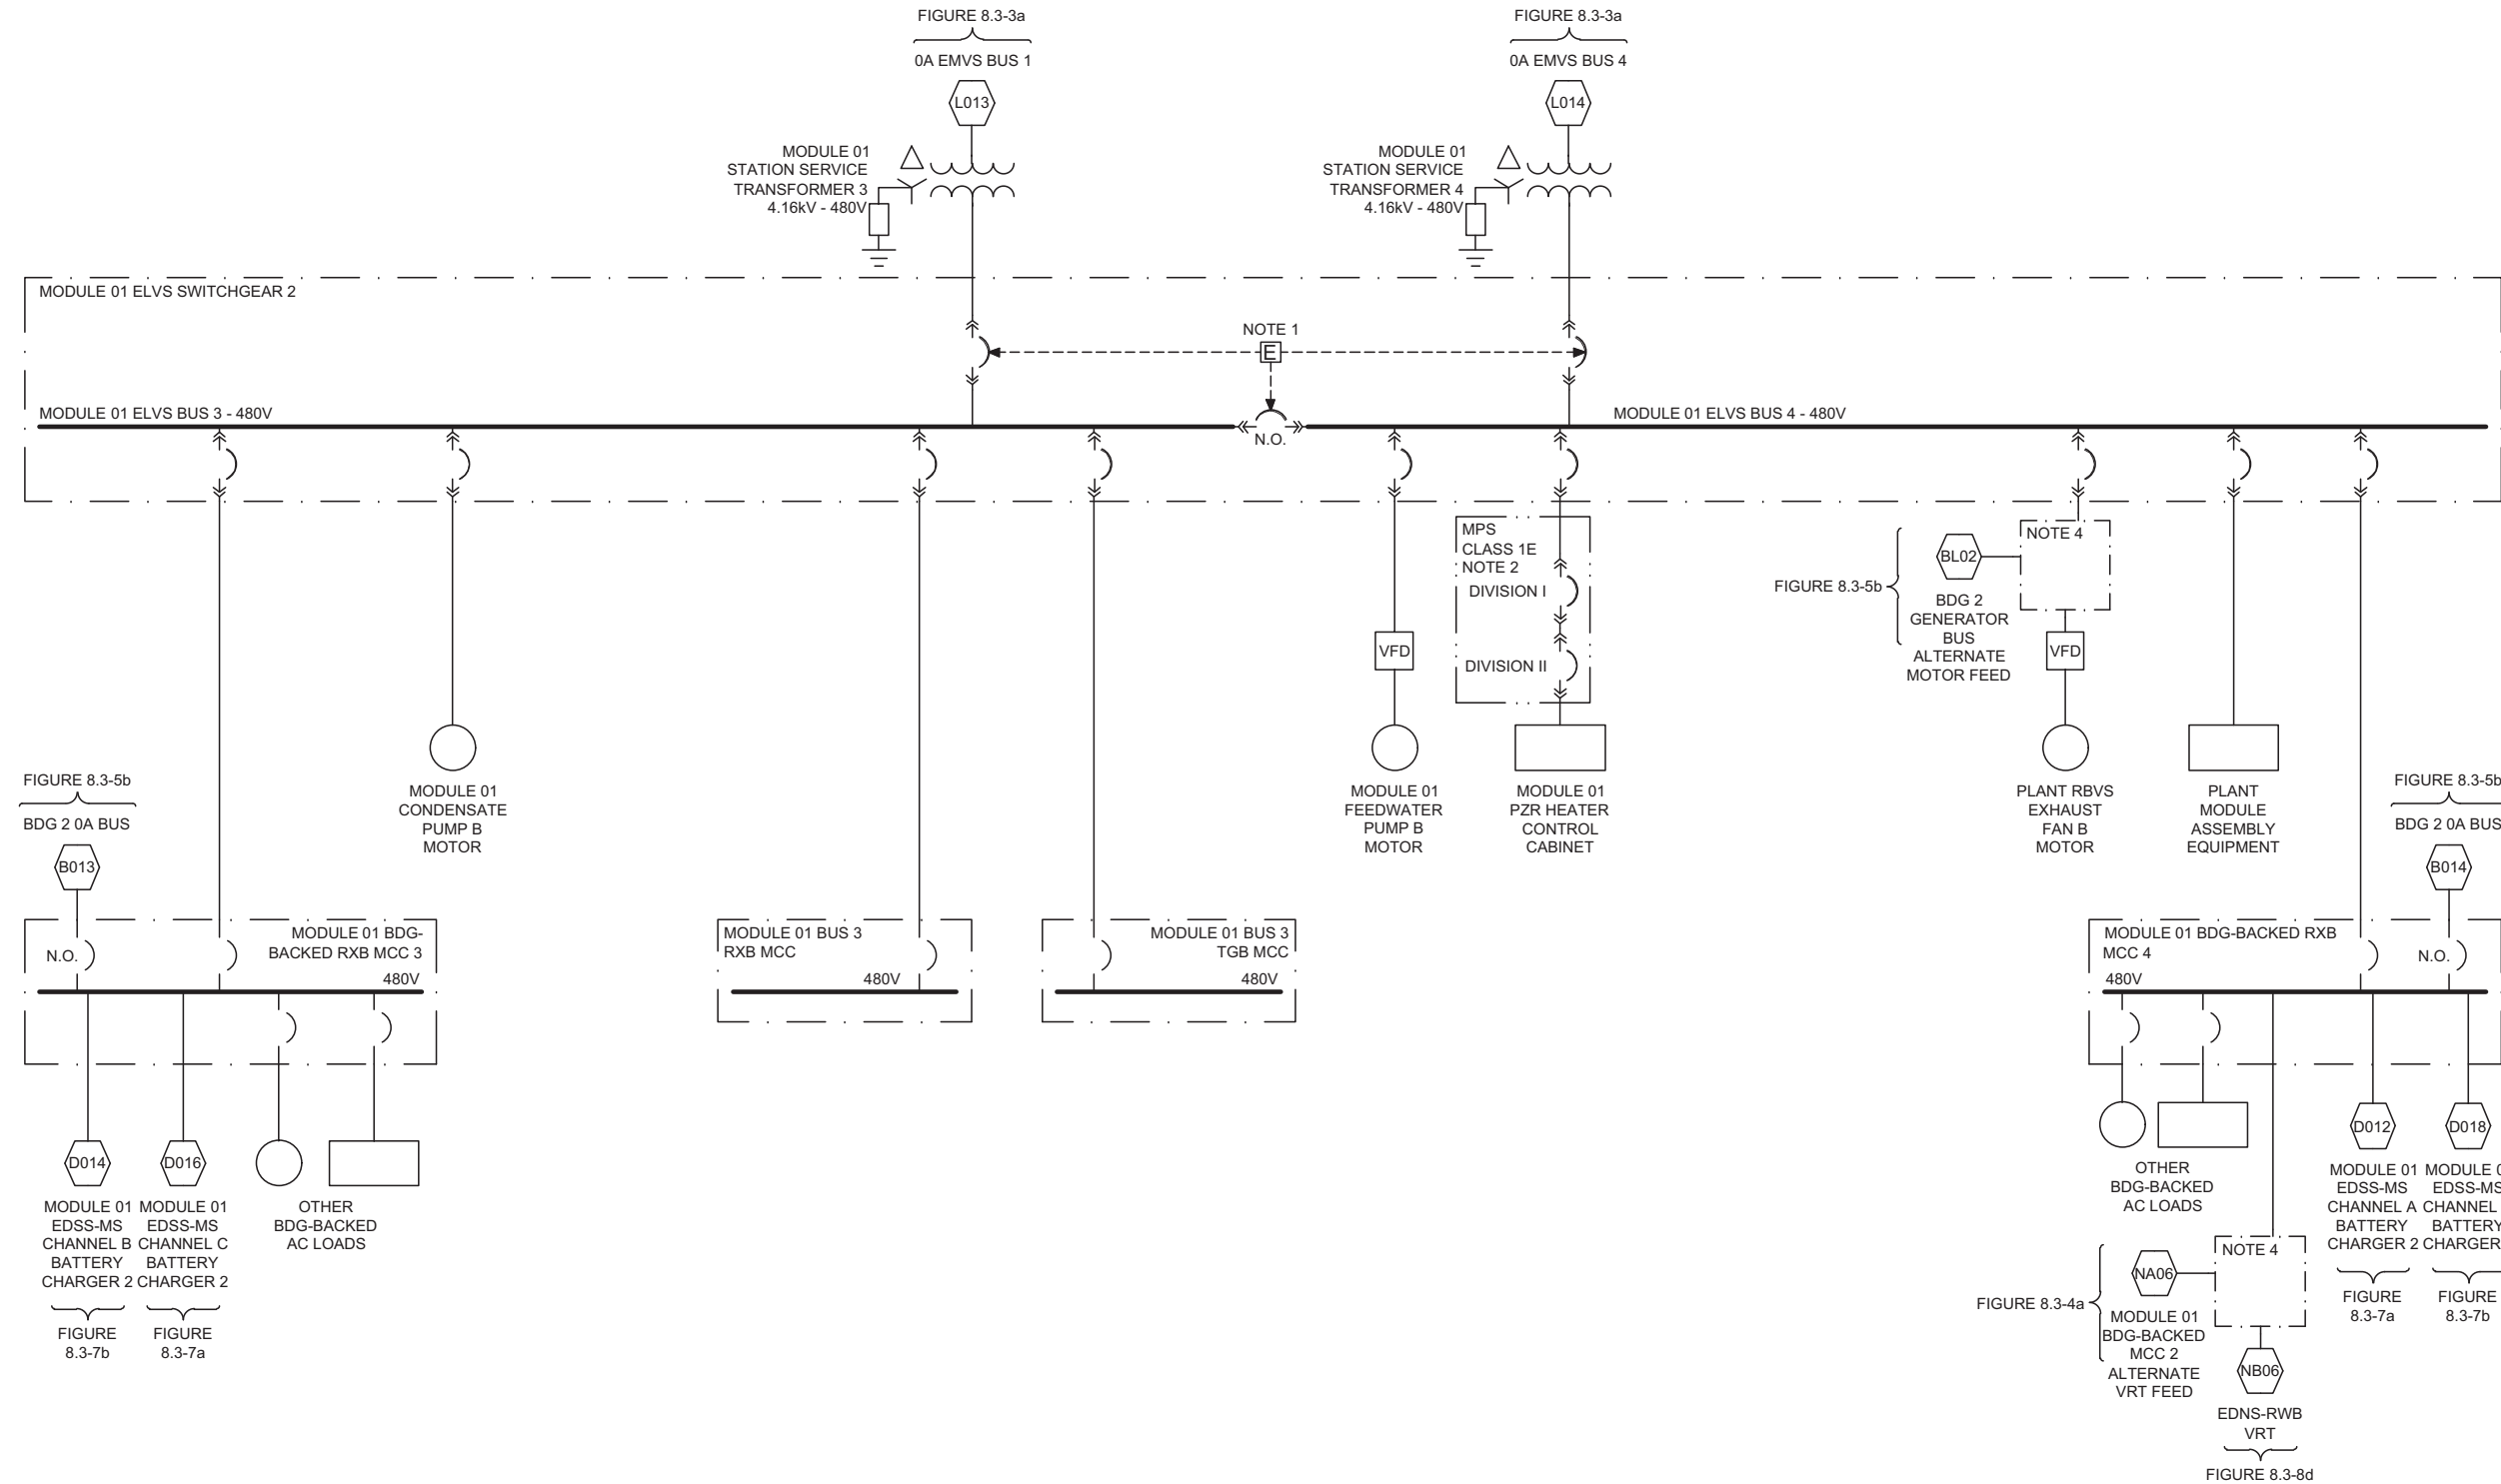 FIGURE 8.3-3a
0A EMVS BUS 1
L013
MODULE 01
STATION SERVICE
TRANSFORMER 3
4.16kV - 480V
FIGURE 8.3-3a
0A EMVS BUS 4
L014
MODULE 01
STATION SERVICE
TRANSFORMER 4
4.16kV - 480V
MODULE 01 ELVS SWITCHGEAR 2
NOTE 1
E
MODULE 01 ELVS BUS 3 - 480V
N.O.
MODULE 01 ELVS BUS 4 - 480V
MODULE 01
CONDENSATE
PUMP B
MOTOR
VFD
MODULE 01
FEEDWATER
PUMP B
MOTOR
MPS
CLASS 1E
NOTE 2
DIVISION I
DIVISION II
MODULE 01
PZR HEATER
CONTROL
CABINET
FIGURE 8.3-5b
BL02
BDG 2
GENERATOR
BUS
ALTERNATE
MOTOR FEED
NOTE 4
VFD
PLANT RBVS
EXHAUST
FAN B
MOTOR
PLANT
MODULE
ASSEMBLY
EQUIPMENT
FIGURE 8.3-5b
BDG 2 0A BUS
B013
N.O.
MODULE 01 BDG-
BACKED RXB MCC 3
480V
D014
MODULE 01
EDSS-MS
CHANNEL B
BATTERY
CHARGER 2
FIGURE
8.3-7b
D016
MODULE 01
EDSS-MS
CHANNEL C
BATTERY
CHARGER 2
FIGURE
8.3-7a
OTHER
BDG-BACKED
AC LOADS
MODULE 01 BUS 3
RXB MCC
480V
MODULE 01 BUS 3
TGB MCC
480V
FIGURE 8.3-5b
BDG 2 0A BUS
B014
MODULE 01 BDG-BACKED RXB
MCC 4
480V
N.O.
OTHER
BDG-BACKED
AC LOADS
D012
MODULE 01
EDSS-MS
CHANNEL A
BATTERY
CHARGER 2
FIGURE
8.3-7a
D018
MODULE
EDSS-MS
CHANNEL
BATTERY
CHARGER
FIGURE
8.3-7b
NOTE 4
FIGURE 8.3-4a
NA06
MODULE 01
BDG-BACKED
MCC 2
ALTERNATE
VRT FEED
NB06
EDNS-RWB
VRT
FIGURE 8.3-8d